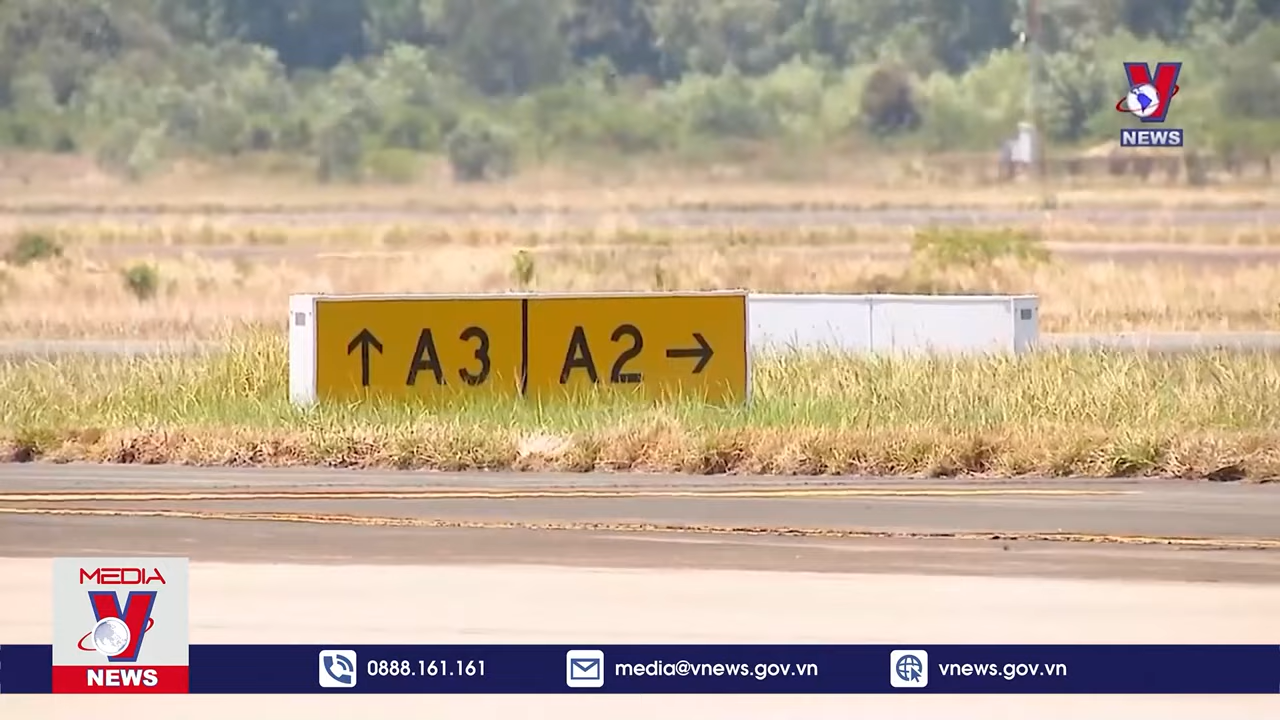 V
NEWS
↑ A3 A2 →
MEDIA
V
NEWS
0888.161.161
media@vnews.gov.vn
vnews.gov.vn